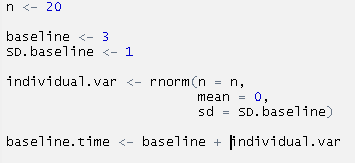 n <- 20
baseline <- 3
SD.baseline <- 1
individual.var <- rnorm(n = n,
mean = 0,
sd = SD.baseline)
baseline.time <- baseline + individual.var